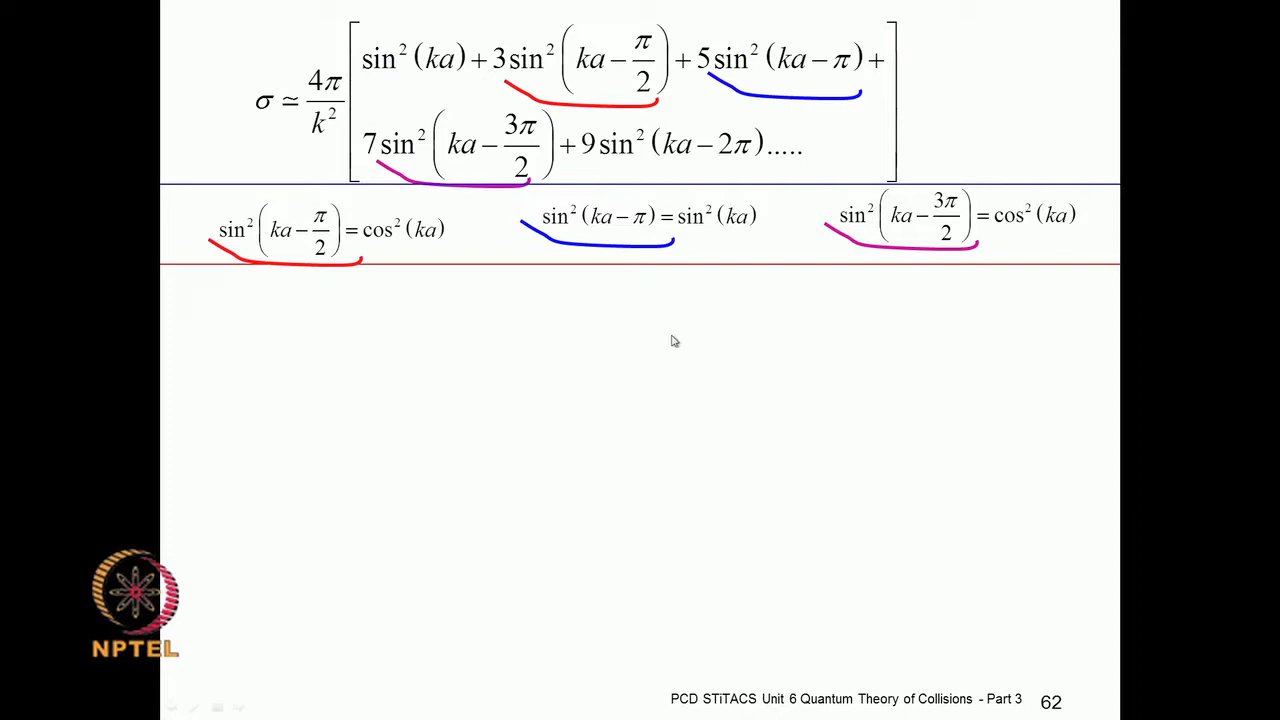 σ ≃ 4π/k² [ sin² (ka) + 3sin² (ka − π/2) + 5sin² (ka − π) +
7sin² (ka − 3π/2) + 9sin² (ka − 2π)..... ]
sin² (ka − π/2) = cos² (ka) sin² (ka − π) = sin² (ka) sin² (ka − 3π/2) = cos² (ka)
NPTEL
PCD STiTACS Unit 6 Quantum Theory of Collisions - Part 3 62